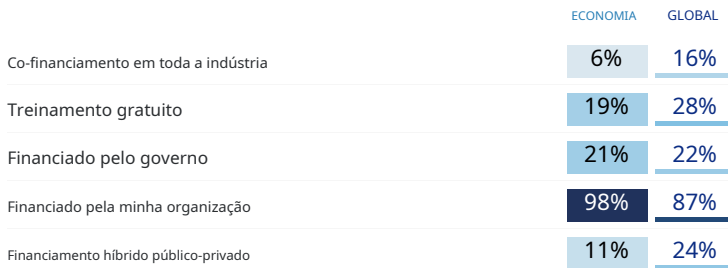 ECONOMIA GLOBAL
Co-financiamento em toda a indústria 6% 16%
Treinamento gratuito 19% 28%
Financiado pelo governo 21% 22%
Financiado pela minha organização 98% 87%
Financiamento híbrido público-privado 11% 24%